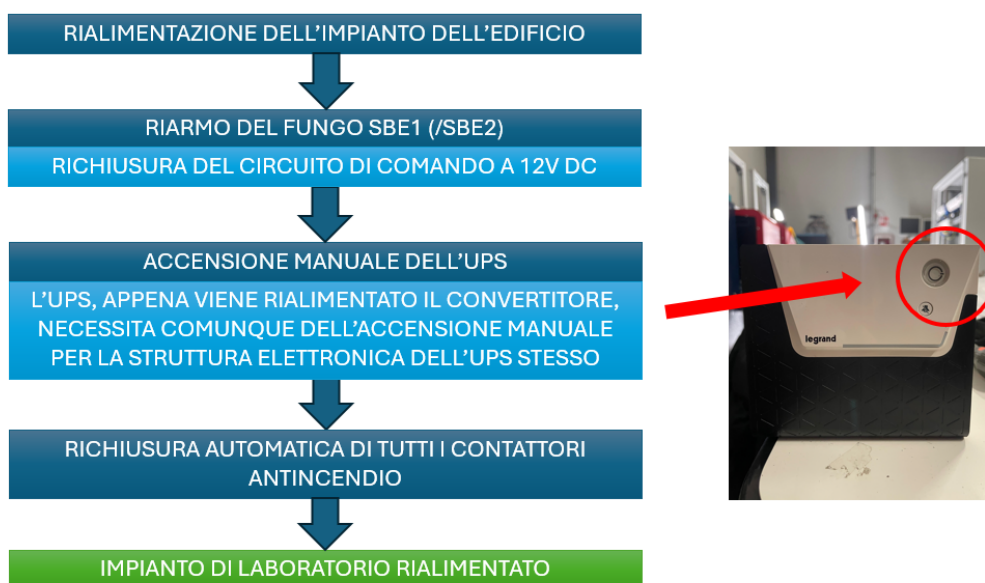 RIALIMENTAZIONE DELL'IMPIANTO DELL'EDIFICIO
RIARMO DEL FUNGO SBE1 (/SBE2)
RICHIUSURA DEL CIRCUITO DI COMANDO A 12V DC
ACCENSIONE MANUALE DELL'UPS
L'UPS, APPENA VIENE RIALIMENTATO IL CONVERTITORE,
NECESSITA COMUNQUE DELL'ACCENSIONE MANUALE
PER LA STRUTTURA ELETTRONICA DELL'UPS STESSO
RICHIUSURA AUTOMATICA DI TUTTI I CONTATTORI
ANTINCENDIO
IMPIANTO DI LABORATORIO RIALIMENTATO
legrand